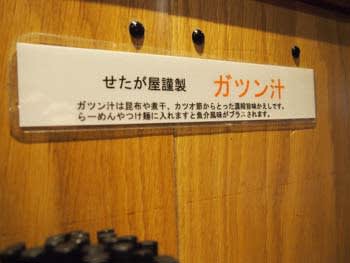 せたが屋謹製　ガツン汁
ガツン汁は昆布や煮干、カツオ節からとった濃縮旨味かえしです。
らーめんやつけ麺に入れますと魚介風味がプラスされます。